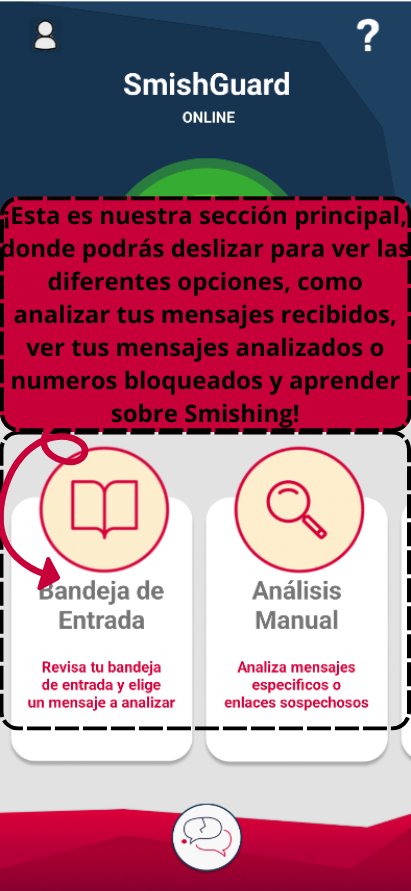 ?
SmishGuard
ONLINE
¡Esta es nuestra sección principal,
donde podrás deslizar para ver las
diferentes opciones, como
analizar tus mensajes recibidos,
ver tus mensajes analizados o
numeros bloqueados y aprender
sobre Smishing!
Bandeja de
Entrada
Revisa tu bandeja
de entrada y elige
un mensaje a analizar
Análisis
Manual
Analiza mensajes
especificos o
enlaces sospechosos